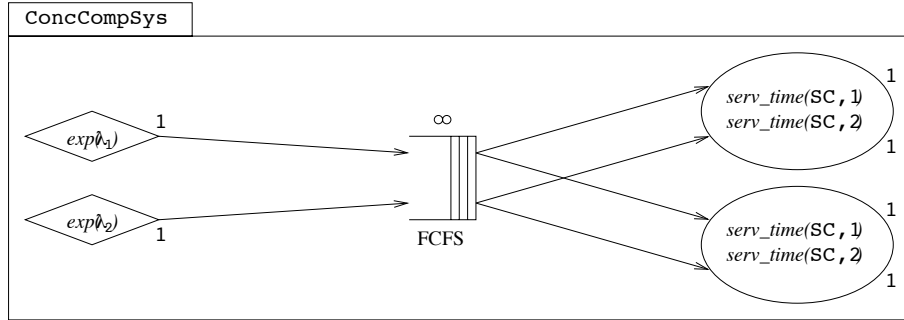 ConcCompSys
exp(λ1)
1
exp(λ2)
1
∞
FCFS
serv_time(SC,1)
serv_time(SC,2)
1
1
serv_time(SC,1)
serv_time(SC,2)
1
1